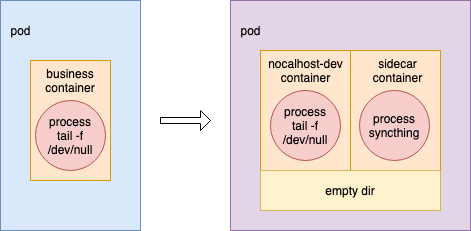 pod
business
container
process
tail -f
/dev/null
pod
nocalhost-dev
container
process
tail -f
/dev/null
sidecar
container
process
syncthing
empty dir